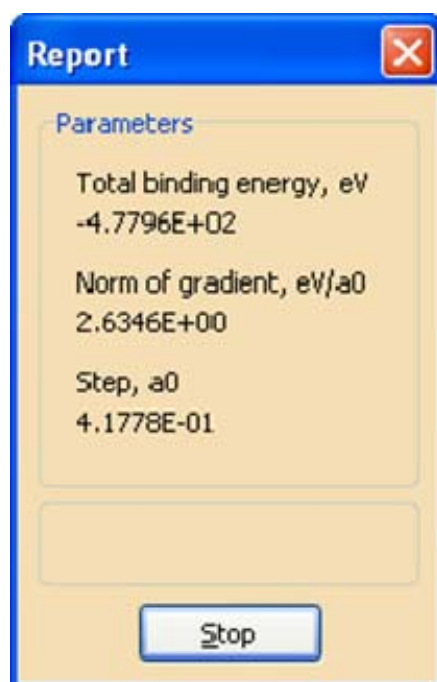 Report
Parameters
Total binding energy, eV
-4.7796E+02
Norm of gradient, eV/a0
2.6346E+00
Step, a0
4.1778E-01
Stop